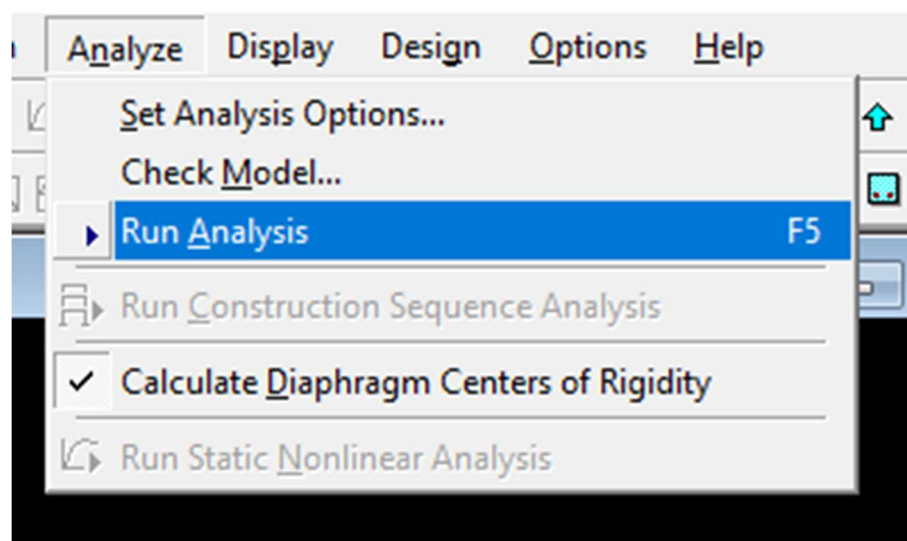 Analyze Display Design Options Help
Set Analysis Options...
Check Model...
Run Analysis F5
Run Construction Sequence Analysis
Calculate Diaphragm Centers of Rigidity
Run Static Nonlinear Analysis